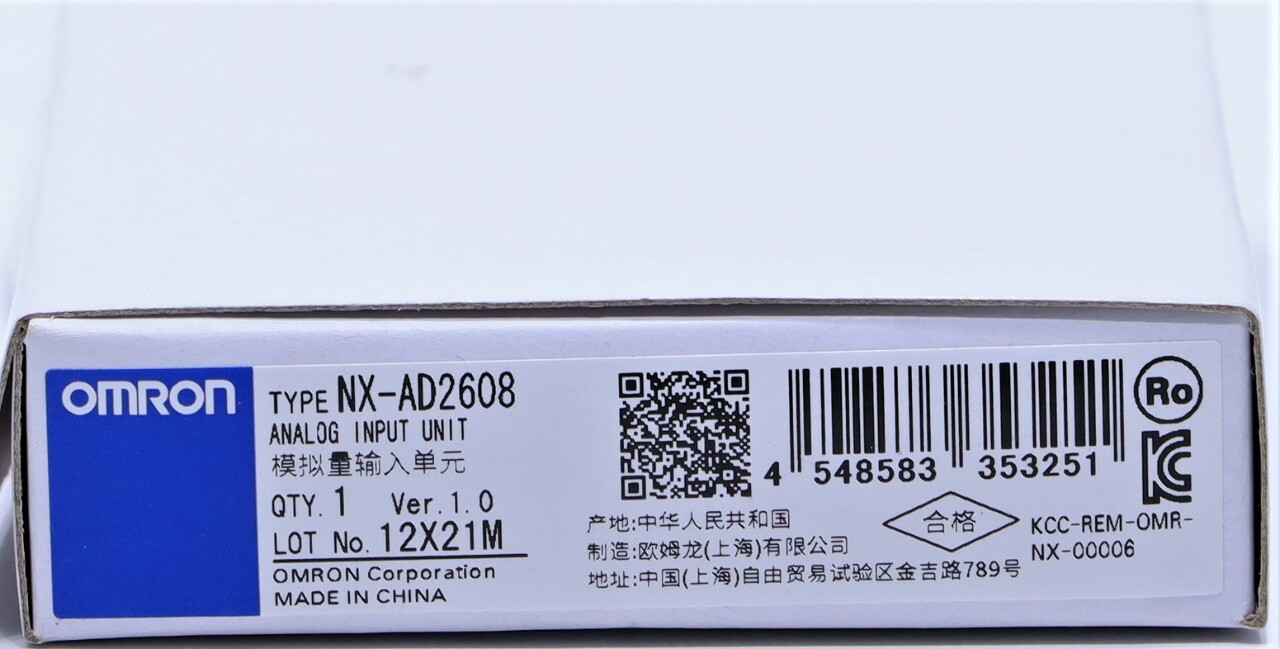 OMRON
TYPE NX-AD2608
ANALOG INPUT UNIT
模拟量输入单元
QTY. 1 Ver.1.0
LOT No. 12X21M
OMRON Corporation
MADE IN CHINA
4 548583 353251
产地:中华人民共和国
制造:欧姆龙(上海)有限公司
地址:中国(上海)自由贸易试验区金吉路789号
合格
Ro
KC
KCC-REM-OMR-
NX-00006